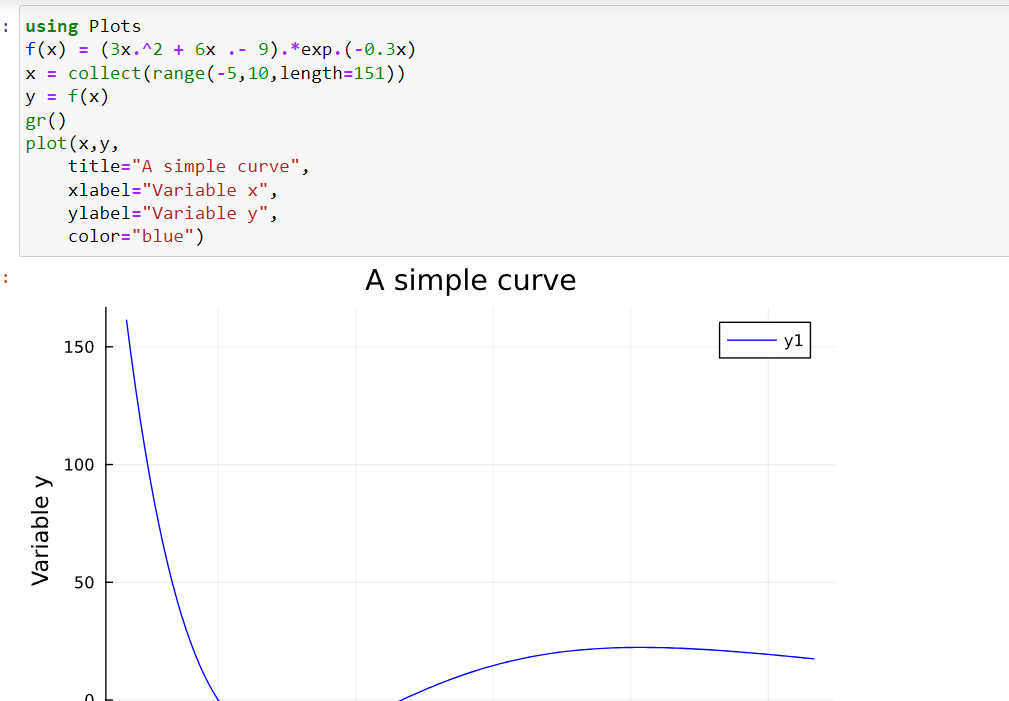 :
using Plots
f(x) = (3x.^2 + 6x .- 9).*exp.(-0.3x)
x = collect(range(-5,10,length=151))
y = f(x)
gr()
plot(x,y,
    title="A simple curve",
    xlabel="Variable x",
    ylabel="Variable y",
    color="blue")
:
A simple curve
y1
150
100
Variable y
50
0